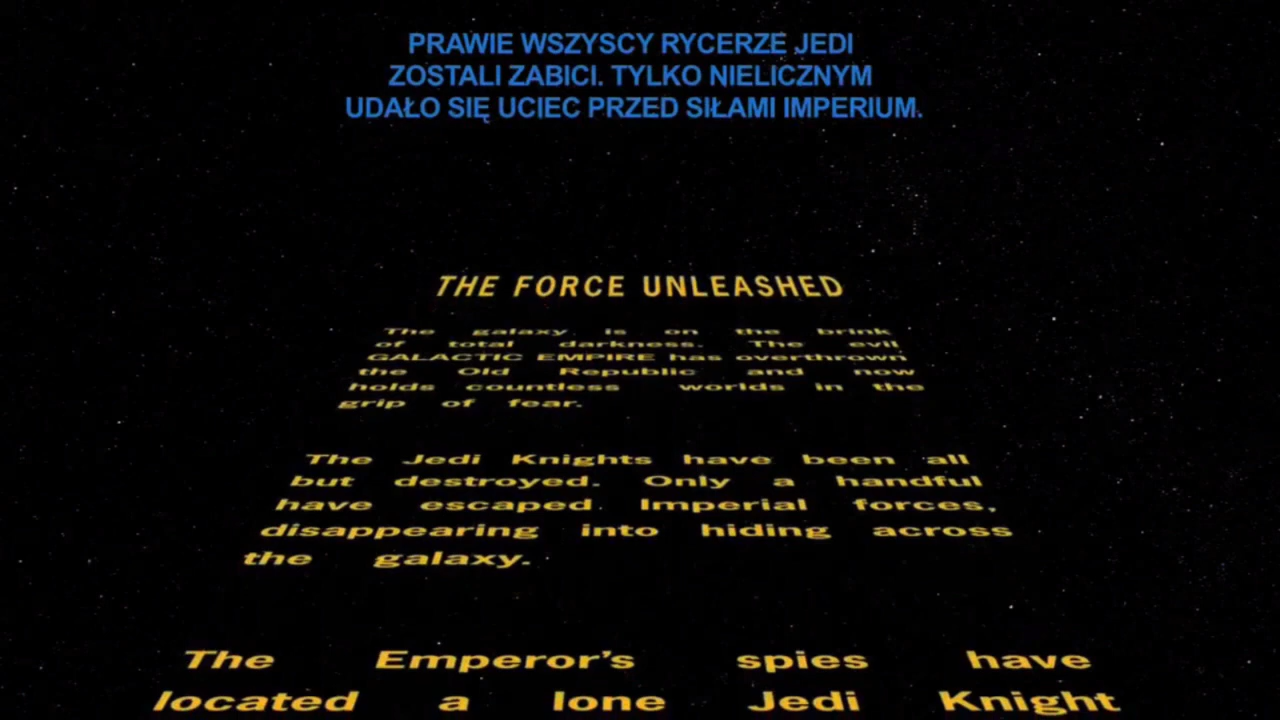 PRAWIE WSZYSCY RYCERZE JEDI
ZOSTALI ZABICI. TYLKO NIELICZNYM
UDAŁO SIĘ UCIEC PRZED SIŁAMI IMPERIUM.
THE FORCE UNLEASHED
The galaxy is on the brink
of total darkness. The evil
GALACTIC EMPIRE has overthrown
the Old Republic and now
holds countless worlds in the
grip of fear.
The Jedi Knights have been all
but destroyed. Only a handful
have escaped Imperial forces,
disappearing into hiding across
the galaxy.
The Emperor's spies have
located a lone Jedi Knight